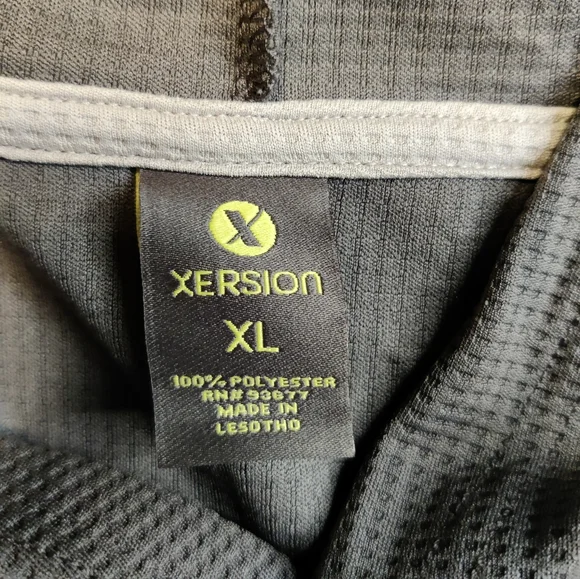 X
XERSION
XL
100% POLYESTER
RN# 93677
MADE IN
LESOTHO